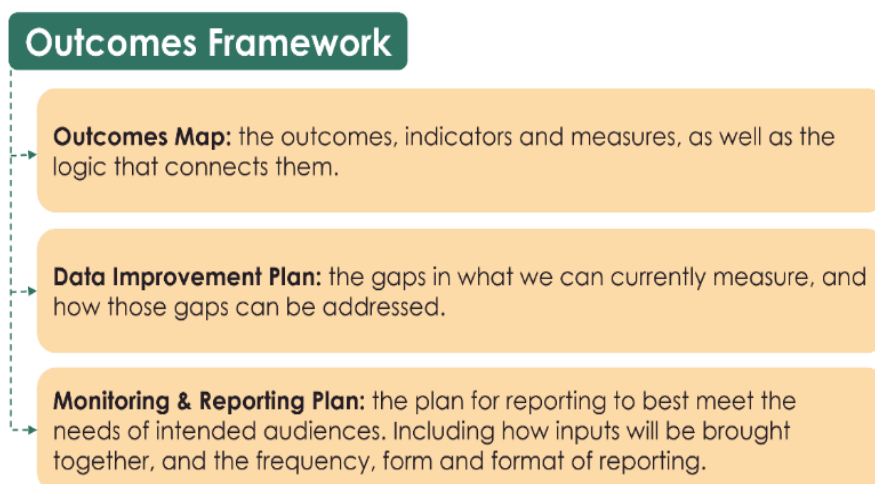 Outcomes Framework
Outcomes Map: the outcomes, indicators and measures, as well as the
logic that connects them.
Data Improvement Plan: the gaps in what we can currently measure, and
how those gaps can be addressed.
Monitoring & Reporting Plan: the plan for reporting to best meet the
needs of intended audiences. Including how inputs will be brought
together, and the frequency, form and format of reporting.